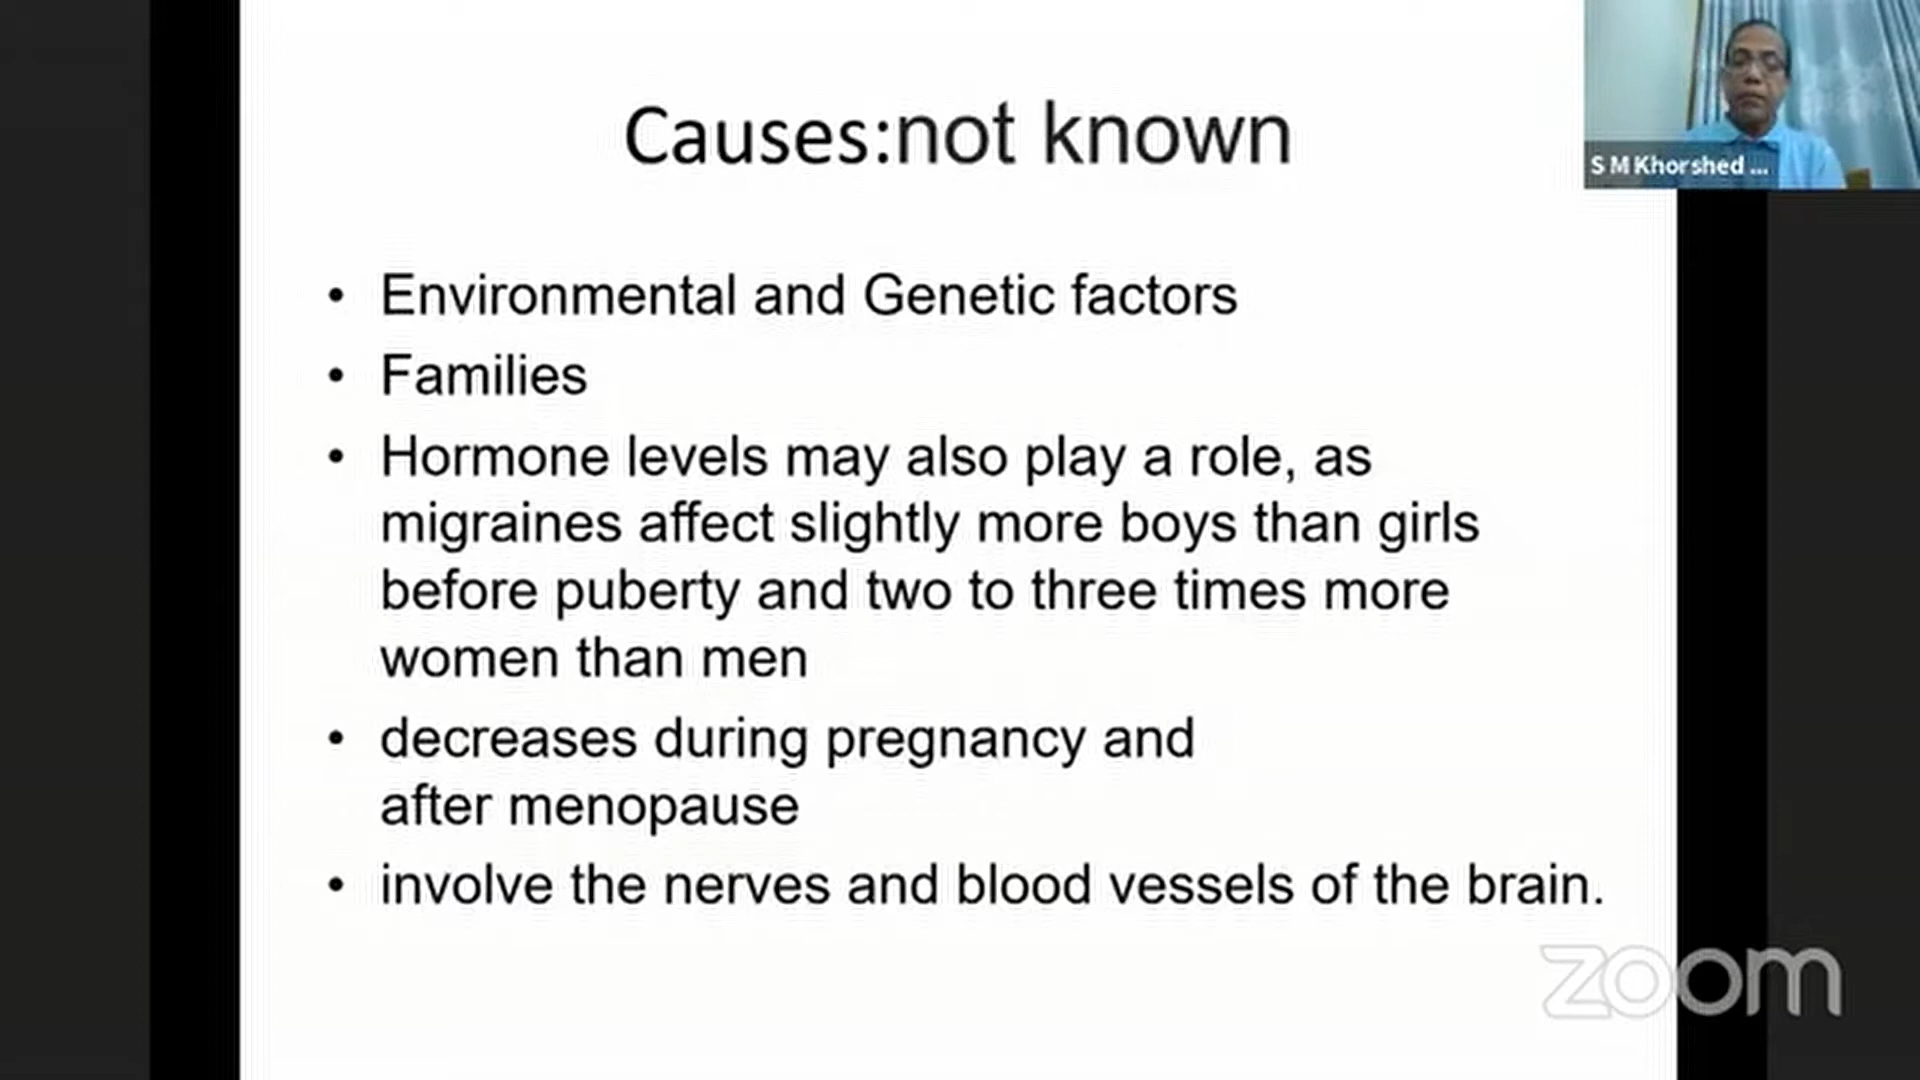 Causes:not known
S M Khorshed ...
• Environmental and Genetic factors
• Families
• Hormone levels may also play a role, as
migraines affect slightly more boys than girls
before puberty and two to three times more
women than men
• decreases during pregnancy and
after menopause
• involve the nerves and blood vessels of the brain.
zoom